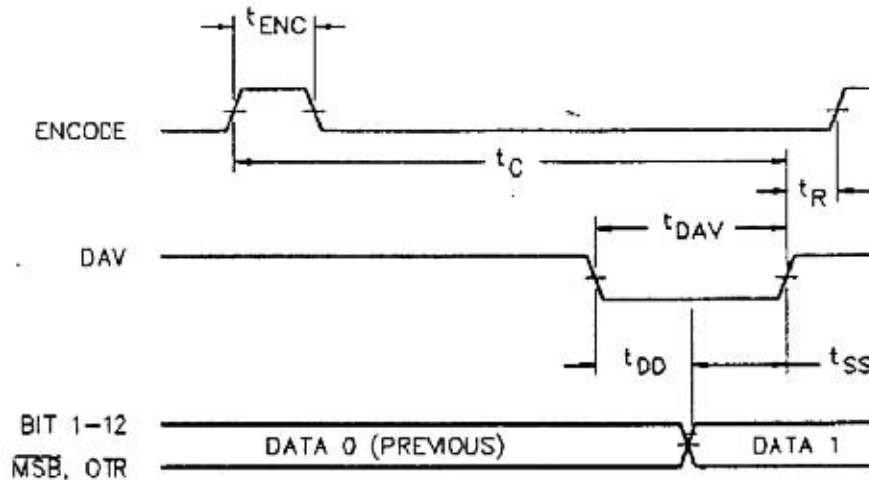 tENC
ENCODE
tC
tR
tDAV
DAV
tDD
tSS
BIT 1-12
DATA 0 (PREVIOUS)
DATA 1
MSB, OTR